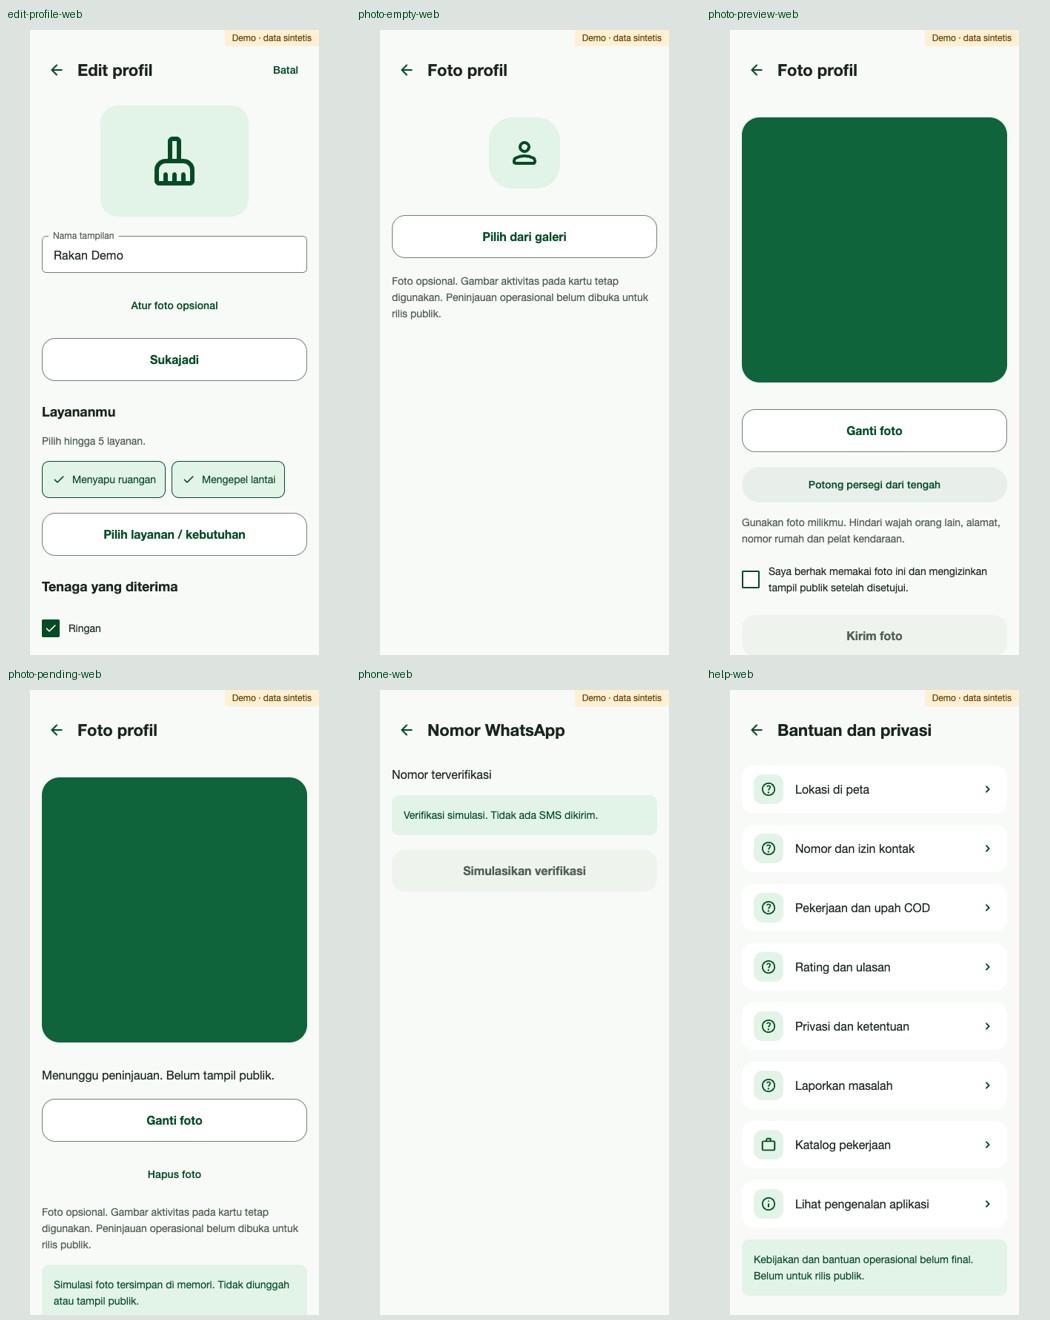 edit-profile-web
Demo · data sintetis
Edit profil
Batal
Nama tampilan
Rakan Demo
Atur foto opsional
Sukajadi
Layananmu
Pilih hingga 5 layanan.
Menyapu ruangan
Mengepel lantai
Pilih layanan / kebutuhan
Tenaga yang diterima
Ringan
photo-empty-web
Demo · data sintetis
Foto profil
Pilih dari galeri
Foto opsional. Gambar aktivitas pada kartu tetap
digunakan. Peninjauan operasional belum dibuka untuk
rilis publik.
photo-preview-web
Demo · data sintetis
Foto profil
Ganti foto
Potong persegi dari tengah
Gunakan foto milikmu. Hindari wajah orang lain, alamat,
nomor rumah dan pelat kendaraan.
Saya berhak memakai foto ini dan mengizinkan
tampil publik setelah disetujui.
Kirim foto
photo-pending-web
Demo · data sintetis
Foto profil
Menunggu peninjauan. Belum tampil publik.
Ganti foto
Hapus foto
Foto opsional. Gambar aktivitas pada kartu tetap
digunakan. Peninjauan operasional belum dibuka untuk
rilis publik.
Simulasi foto tersimpan di memori. Tidak diunggah
atau tampil publik.
phone-web
Demo · data sintetis
Nomor WhatsApp
Nomor terverifikasi
Verifikasi simulasi. Tidak ada SMS dikirim.
Simulasikan verifikasi
help-web
Demo · data sintetis
Bantuan dan privasi
Lokasi di peta
Nomor dan izin kontak
Pekerjaan dan upah COD
Rating dan ulasan
Privasi dan ketentuan
Laporkan masalah
Katalog pekerjaan
Lihat pengenalan aplikasi
Kebijakan dan bantuan operasional belum final.
Belum untuk rilis publik.